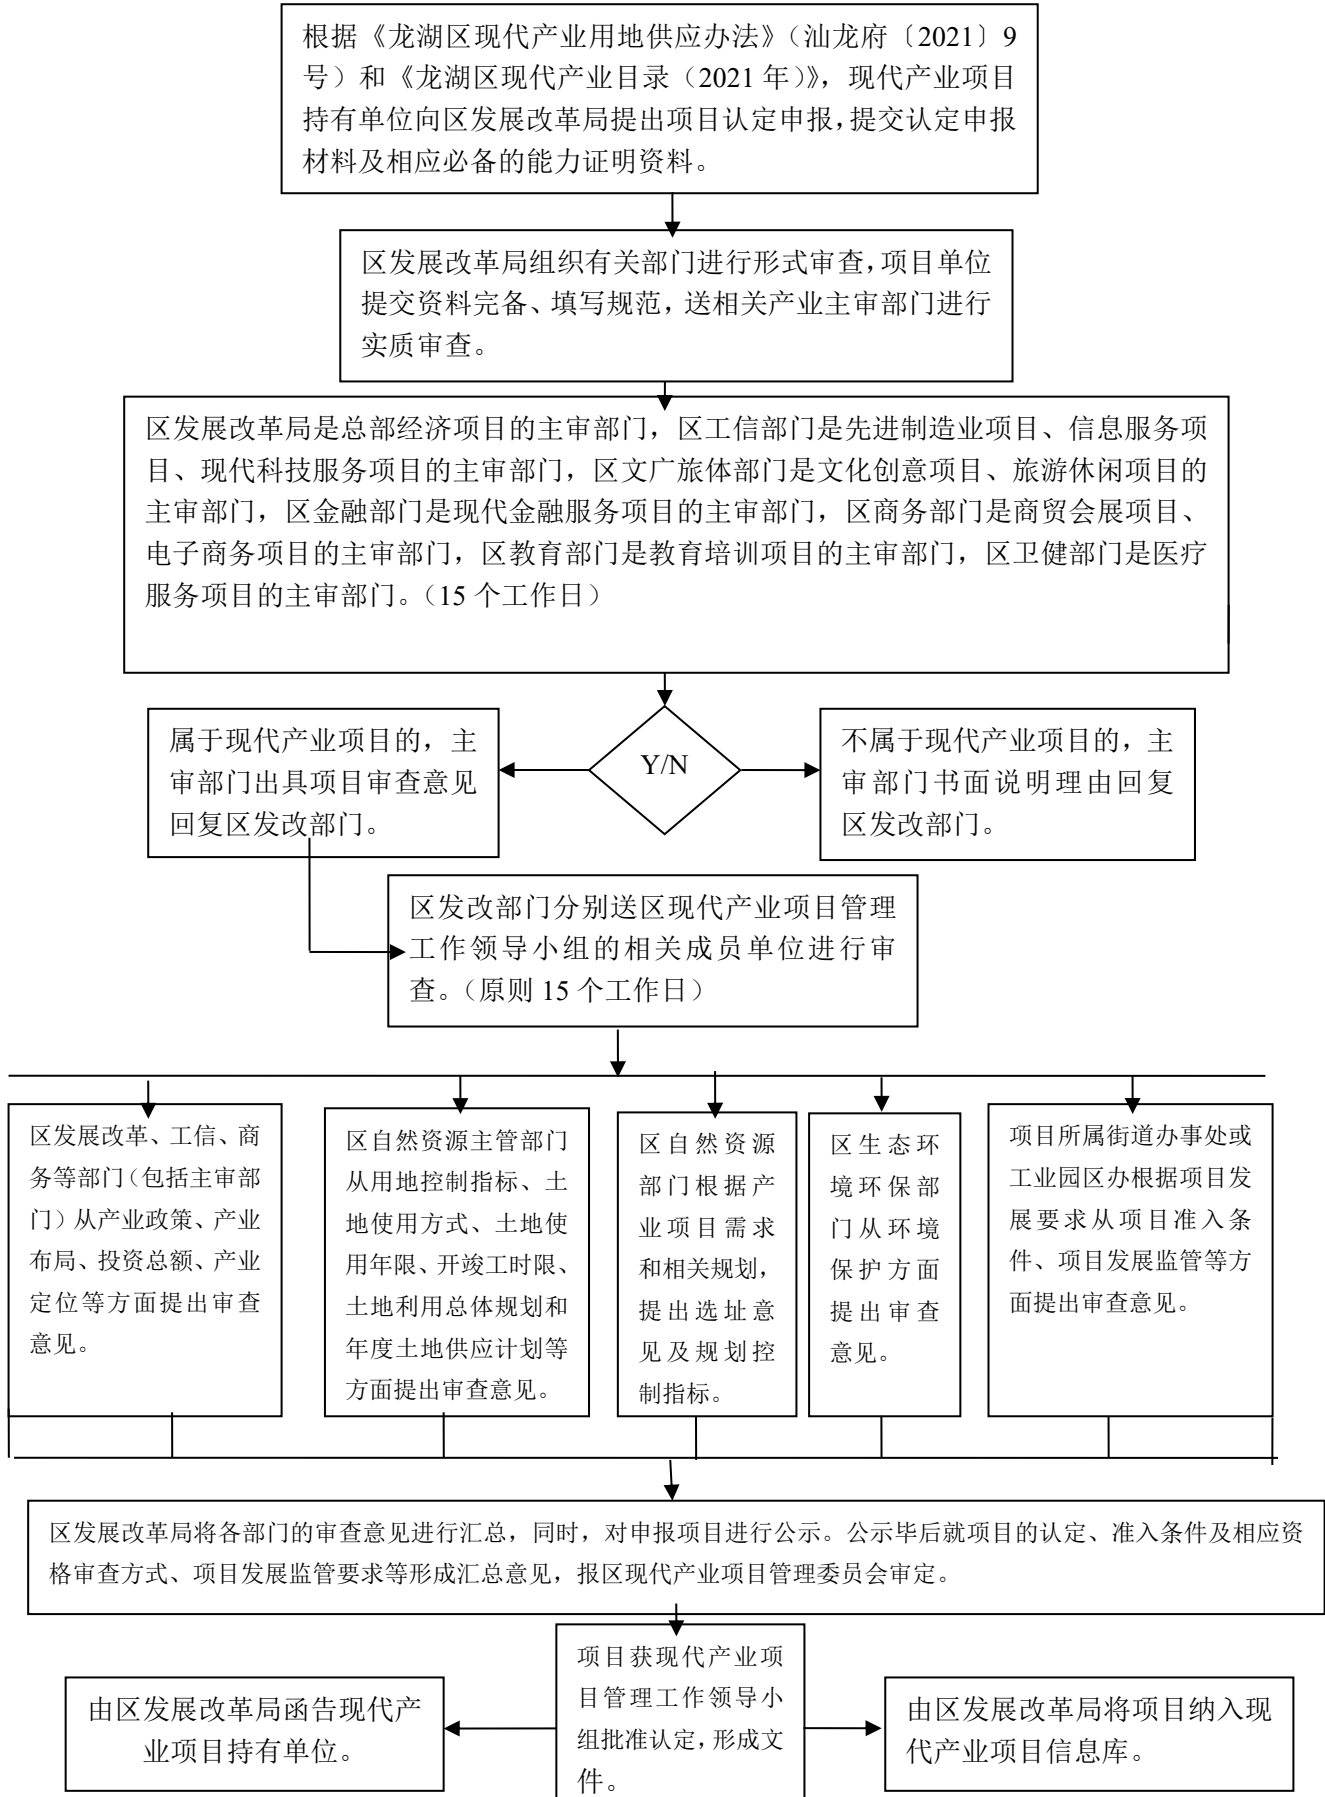 根据《龙湖区现代产业用地供应办法》（汕龙府〔2021〕9
号）和《龙湖区现代产业目录（2021 年）》，现代产业项目
持有单位向区发展改革局提出项目认定申报，提交认定申报
材料及相应必备的能力证明资料。
区发展改革局组织有关部门进行形式审查，项目单位
提交资料完备、填写规范，送相关产业主审部门进行
实质审查。
区发展改革局是总部经济项目的主审部门，区工信部门是先进制造业项目、信息服务项
目、现代科技服务项目的主审部门，区文广旅体部门是文化创意项目、旅游休闲项目的
主审部门，区金融部门是现代金融服务项目的主审部门，区商务部门是商贸会展项目、
电子商务项目的主审部门，区教育部门是教育培训项目的主审部门，区卫健部门是医疗
服务项目的主审部门。（15 个工作日）
属于现代产业项目的，主
审部门出具项目审查意见
回复区发改部门。
Y/N
不属于现代产业项目的，主
审部门书面说明理由回复
区发改部门。
区发改部门分别送区现代产业项目管理
工作领导小组的相关成员单位进行审
查。（原则 15 个工作日）
区发展改革、工信、商
务等部门（包括主审部
门）从产业政策、产业
布局、投资总额、产业
定位等方面提出审查
意见。
区自然资源主管部门
从用地控制指标、土
地使用方式、土地使
用年限、开竣工时限、
土地利用总体规划和
年度土地供应计划等
方面提出审查意见。
区自然资源
部门根据产
业项目需求
和相关规划，
提出选址意
见及规划控
制指标。
区生态环
境环保部
门从环境
保护方面
提出审查
意见。
项目所属街道办事处或
工业园区办根据项目发
展要求从项目准入条
件、项目发展监管等方
面提出审查意见。
区发展改革局将各部门的审查意见进行汇总，同时，对申报项目进行公示。公示毕后就项目的认定、准入条件及相应资
格审查方式、项目发展监管要求等形成汇总意见，报区现代产业项目管理委员会审定。
项目获现代产业项
目管理工作领导小
组批准认定，形成文
件。
由区发展改革局函告现代产
业项目持有单位。
由区发展改革局将项目纳入现
代产业项目信息库。